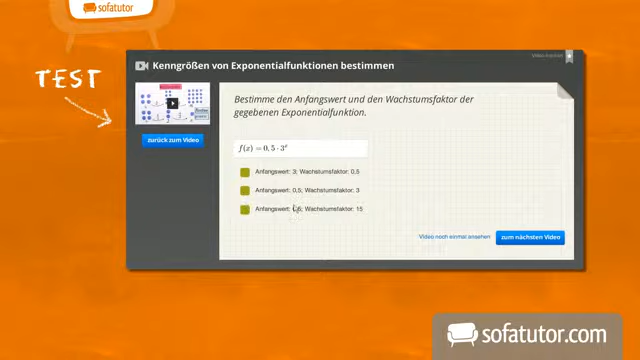 sofatutor
TEST
Kenngrößen von Exponentialfunktionen bestimmen
zurück zum Video
Bestimme den Anfangswert und den Wachstumsfaktor der
gegebenen Exponentialfunktion.
f(x) = 0, 5 · 3ˣ
Anfangswert: 3; Wachstumsfaktor: 0.5
Anfangswert: 0,5; Wachstumsfaktor: 3
Anfangswert: Wachstumsfaktor: 15
Video noch einmal ansehen
zum nächsten Video
sofatutor.com